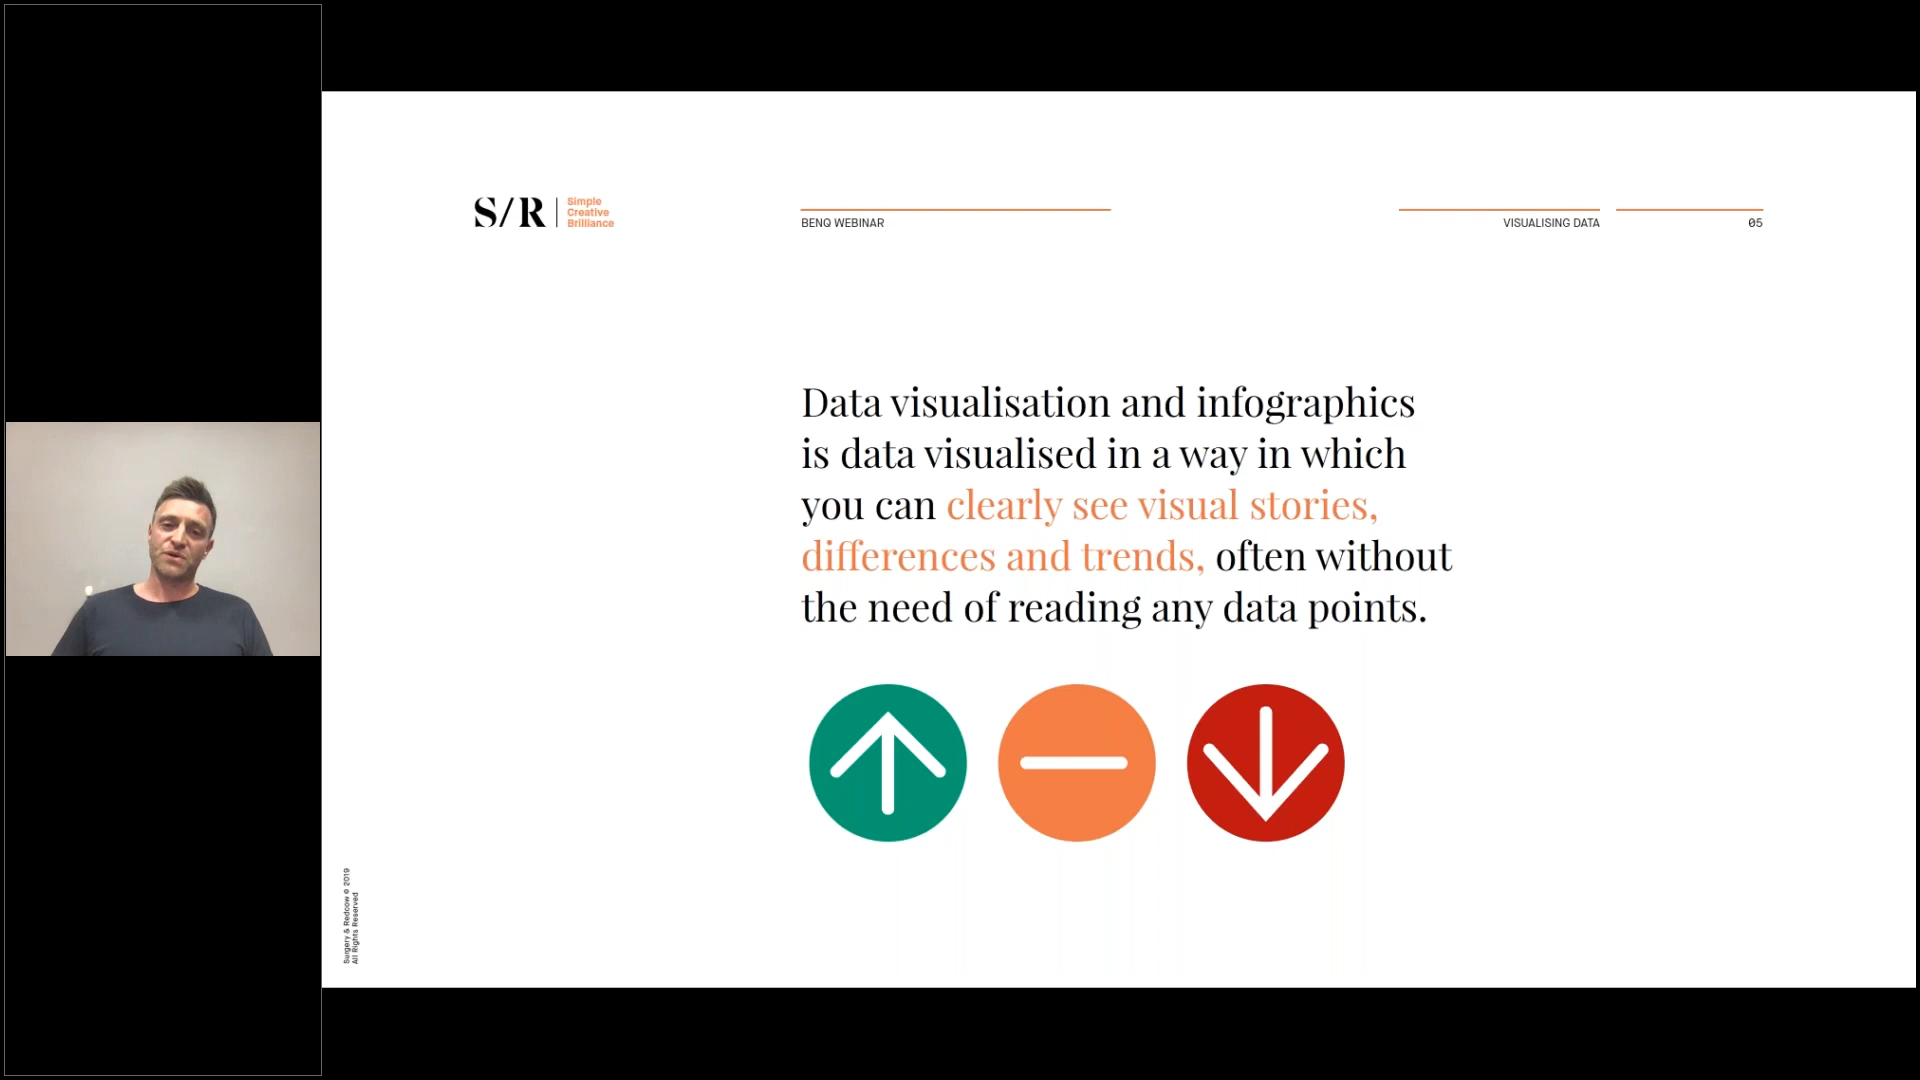 S/R
Simple
Creative
Brilliance
BENQ WEBINAR
VISUALISING DATA
05
Data visualisation and infographics
is data visualised in a way in which
you can clearly see visual stories,
differences and trends, often without
the need of reading any data points.
Surgery & Redcow © 2019
All Rights Reserved